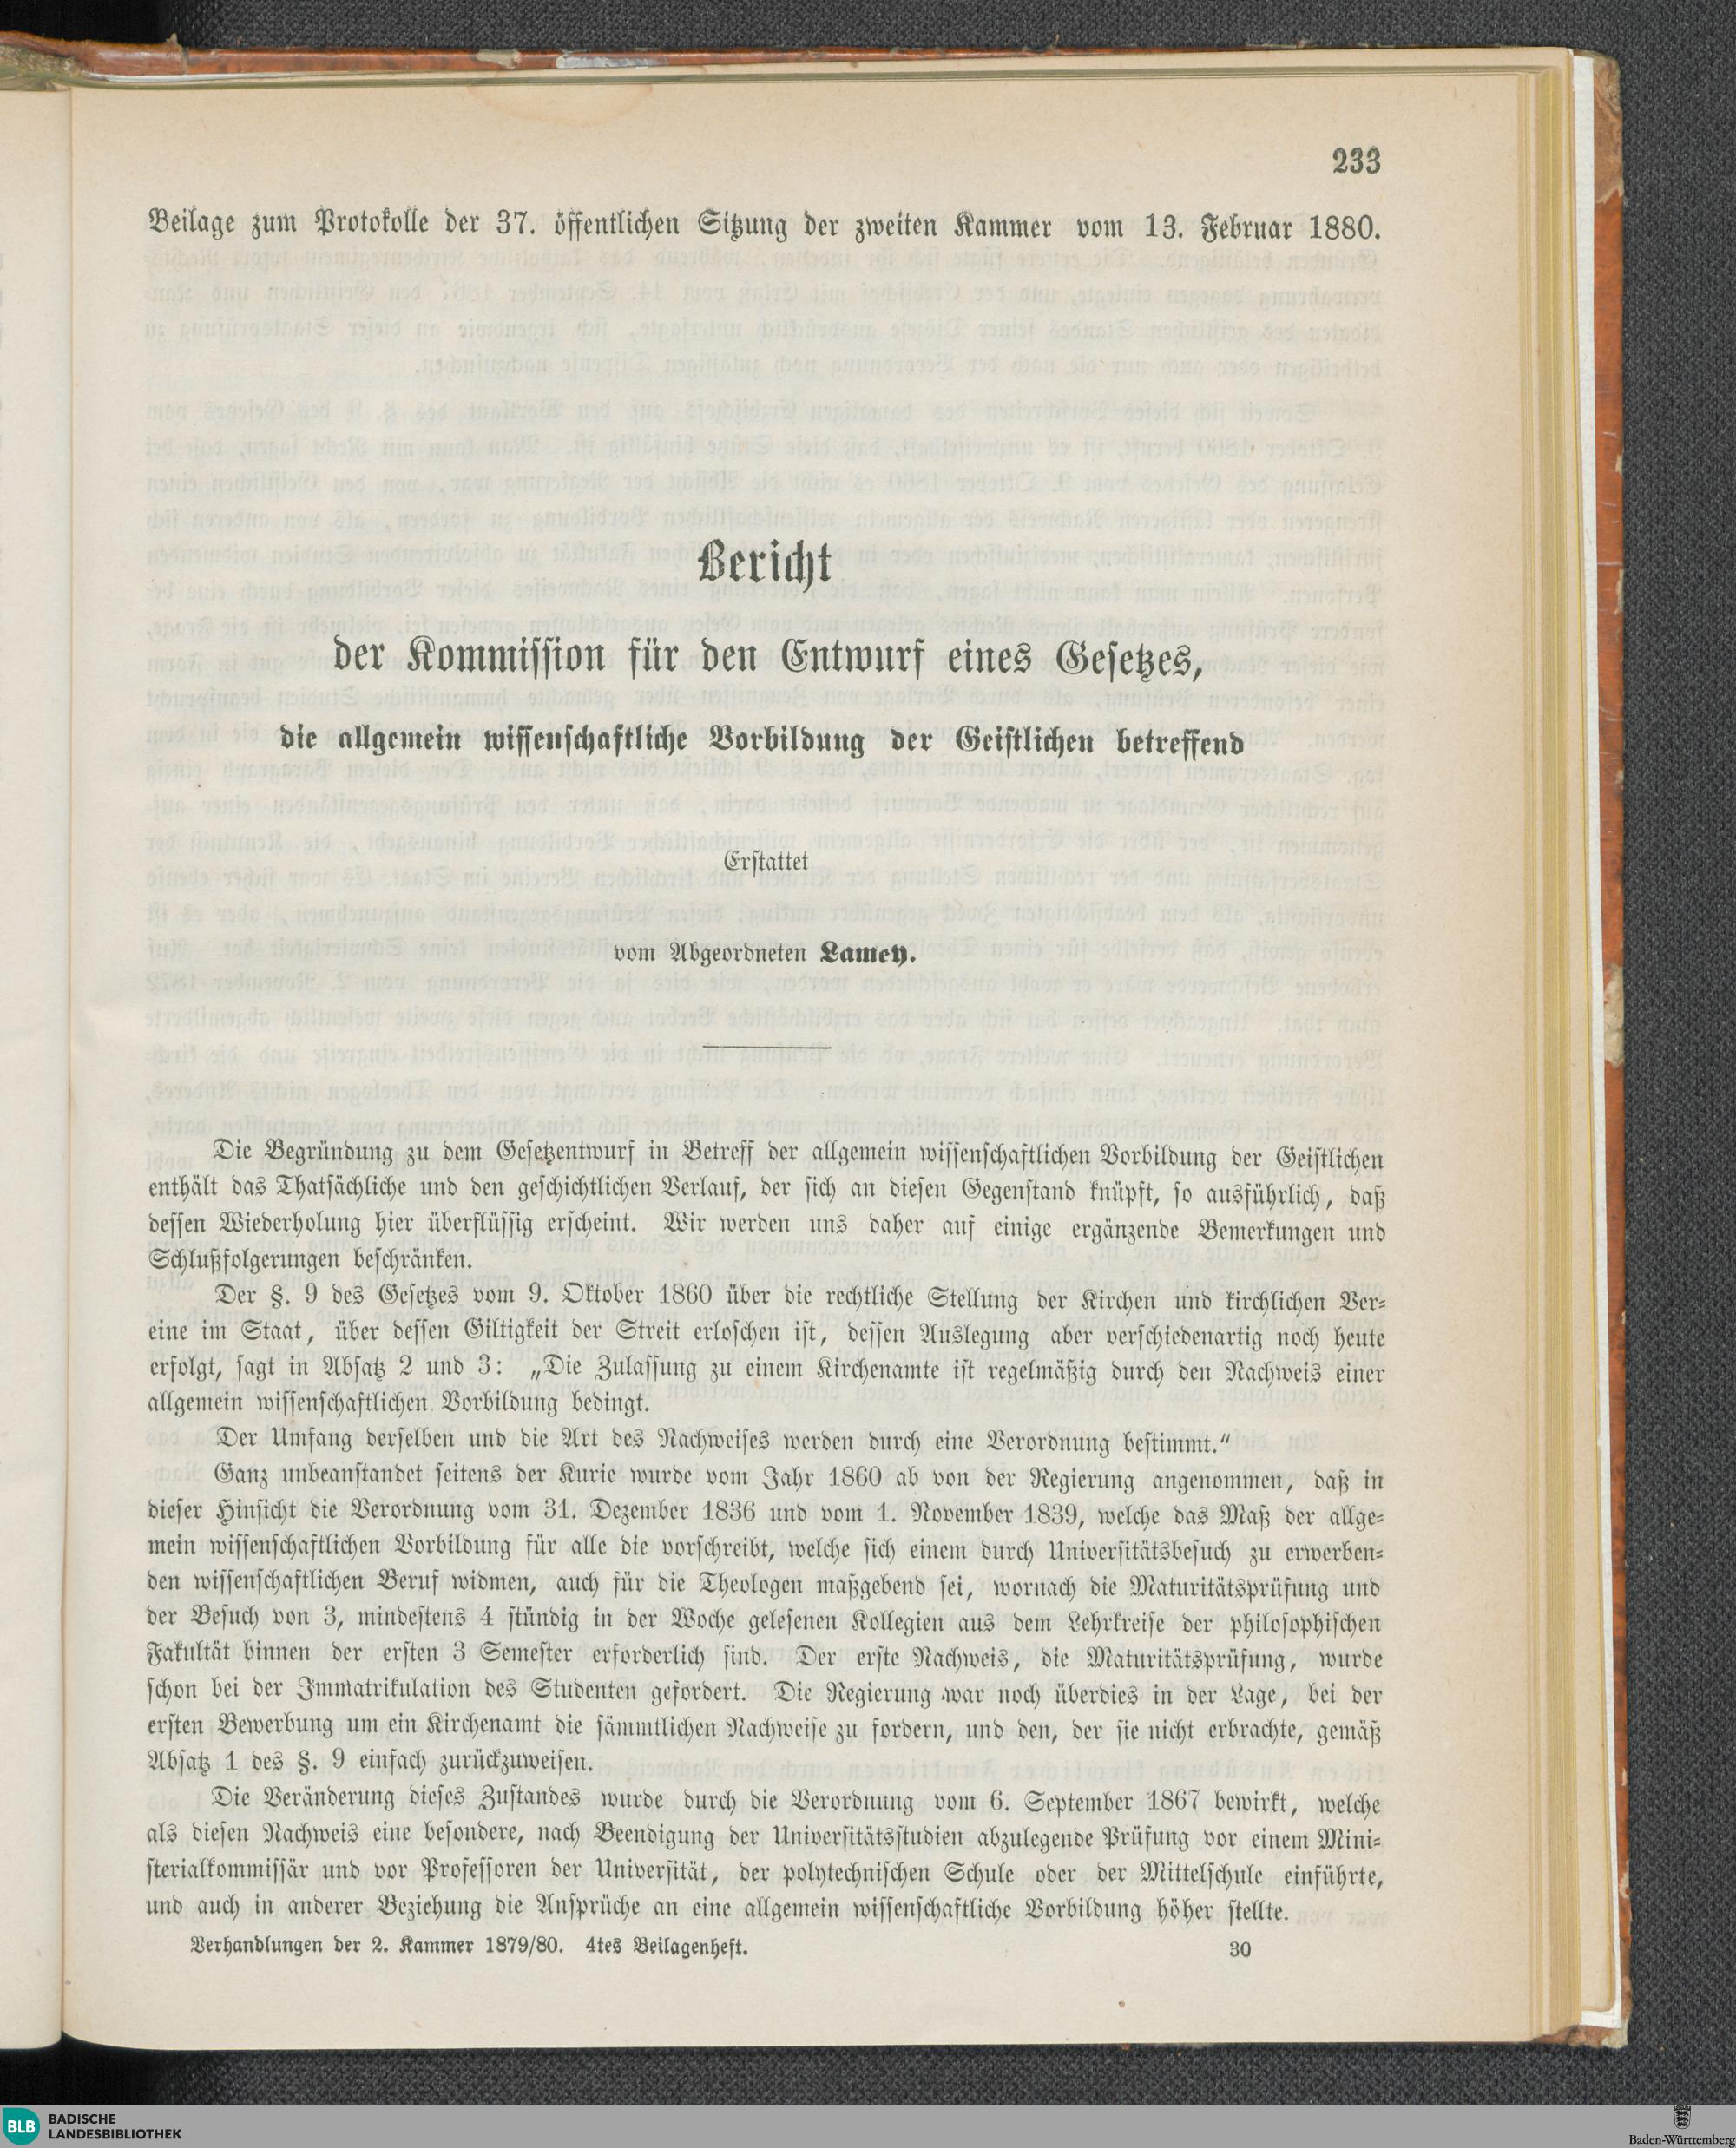 233
Beilage zum Protokolle der 37. öffentlichen Sitzung der zweiten Kammer vom 13. Februar 1880.
Bericht
der Kommission für den Entwurf eines Gesetzes,
die allgemein wissenschaftliche Vorbildung der Geistlichen betreffend
Erstattet
vom Abgeordneten Lamey.
Die Begründung zu dem Gesetzentwurf in Betreff der allgemein wissenschaftlichen Vorbildung der Geistlichen
enthält das Thatsächliche und den geschichtlichen Verlauf, der sich an diesen Gegenstand knüpft, so ausführlich, daß
dessen Wiederholung hier überflüssig erscheint. Wir werden uns daher auf einige ergänzende Bemerkungen und
Schlußfolgerungen beschränken.
Der §. 9 des Gesetzes vom 9. Oktober 1860 über die rechtliche Stellung der Kirchen und kirchlichen Ver-
eine im Staat, über dessen Giltigkeit der Streit erloschen ist, dessen Auslegung aber verschiedenartig noch heute
erfolgt, sagt in Absatz 2 und 3: „Die Zulassung zu einem Kirchenamte ist regelmäßig durch den Nachweis einer
allgemein wissenschaftlichen Vorbildung bedingt.
Der Umfang derselben und die Art des Nachweises werden durch eine Verordnung bestimmt.“
Ganz unbeanstandet seitens der Kurie wurde vom Jahr 1860 ab von der Regierung angenommen, daß in
dieser Hinsicht die Verordnung vom 31. Dezember 1836 und vom 1. November 1839, welche das Maß der allge-
mein wissenschaftlichen Vorbildung für alle die vorschreibt, welche sich einem durch Universitätsbesuch zu erwerben-
den wissenschaftlichen Beruf widmen, auch für die Theologen maßgebend sei, wornach die Maturitätsprüfung und
der Besuch von 3, mindestens 4 stündig in der Woche gelesenen Kollegien aus dem Lehrkreise der philosophischen
Fakultät binnen der ersten 3 Semester erforderlich sind. Der erste Nachweis, die Maturitätsprüfung, wurde
schon bei der Immatrikulation des Studenten gefordert. Die Regierung war noch überdies in der Lage, bei der
ersten Bewerbung um ein Kirchenamt die sämmtlichen Nachweise zu fordern, und den, der sie nicht erbrachte, gemäß
Absatz 1 des §. 9 einfach zurückzuweisen.
Die Veränderung dieses Zustandes wurde durch die Verordnung vom 6. September 1867 bewirkt, welche
als diesen Nachweis eine besondere, nach Beendigung der Universitätsstudien abzulegende Prüfung vor einem Mini-
sterialkommissär und vor Professoren der Universität, der polytechnischen Schule oder der Mittelschule einführte,
und auch in anderer Beziehung die Ansprüche an eine allgemein wissenschaftliche Vorbildung höher stellte.
Verhandlungen der 2. Kammer 1879/80. 4tes Beilagenheft. 30
BLB BADISCHE
LANDESBIBLIOTHEK
Baden-Württemberg